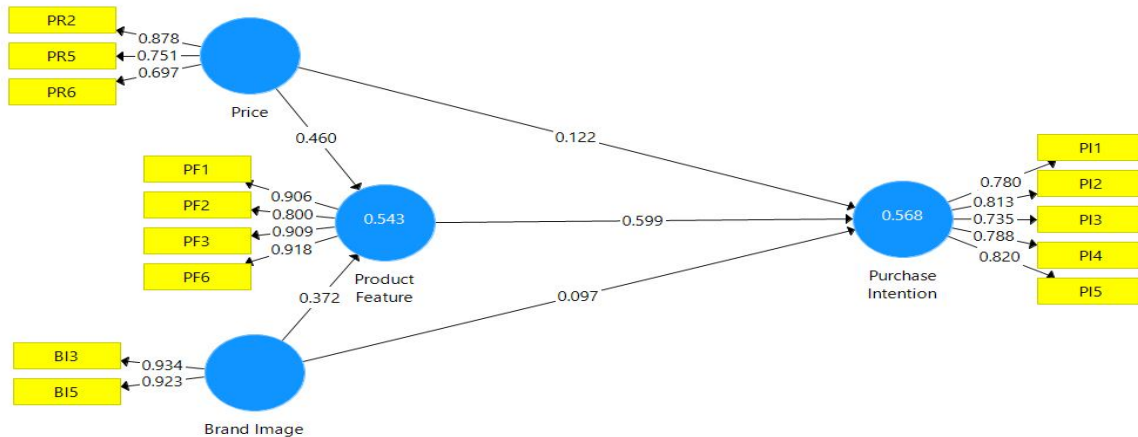 PR2
0.878
PR5
0.751
PR6
0.697
Price
0.460
0.122
PF1
0.906
PF2
0.800
PF3
0.909
PF6
0.918
0.543
Product
Feature
0.599
0.372
0.097
BI3
0.934
BI5
0.923
Brand Image
0.568
Purchase
Intention
PI1
0.780
PI2
0.813
PI3
0.735
PI4
0.788
PI5
0.820